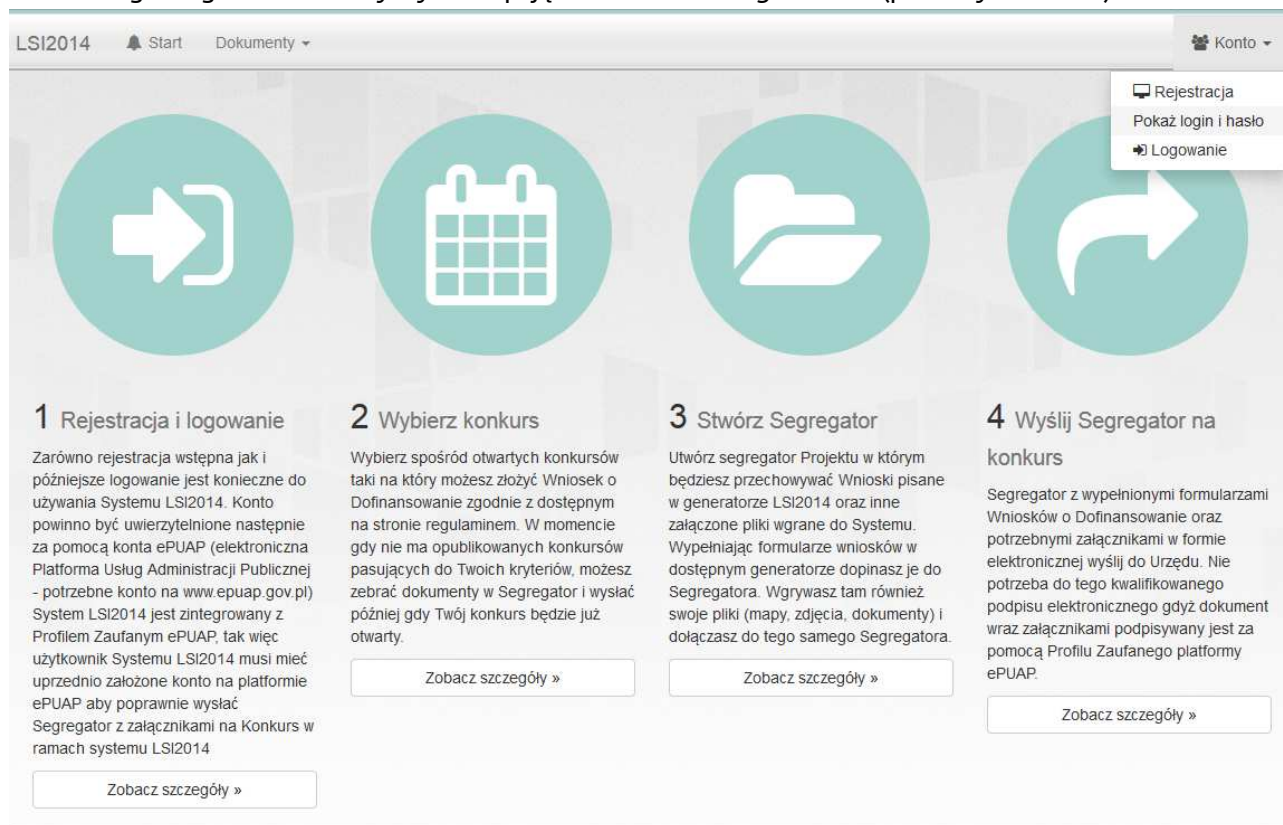 LSI2014 Start Dokumenty Konto
Rejestracja
Pokaż login i hasło
Logowanie
1 Rejestracja i logowanie
Zarówno rejestracja wstępna jak i
późniejsze logowanie jest konieczne do
używania Systemu LSI2014. Konto
powinno być uwierzytelnione następnie
za pomocą konta ePUAP (elektroniczna
Platforma Usług Administracji Publicznej
- potrzebne konto na www.epuap.gov.pl)
System LSI2014 jest zintegrowany z
Profilem Zaufanym ePUAP, tak więc
użytkownik Systemu LSI2014 musi mieć
uprzednio założone konto na platformie
ePUAP aby poprawnie wysłać
Segregator z załącznikami na Konkurs w
ramach systemu LSI2014
Zobacz szczegóły »
2 Wybierz konkurs
Wybierz spośród otwartych konkursów
taki na który możesz złożyć Wniosek o
Dofinansowanie zgodnie z dostępnym
na stronie regulaminem. W momencie
gdy nie ma opublikowanych konkursów
pasujących do Twoich kryteriów, możesz
zebrać dokumenty w Segregator i wysłać
później gdy Twój konkurs będzie już
otwarty.
Zobacz szczegóły »
3 Stwórz Segregator
Utwórz segregator Projektu w którym
będziesz przechowywać Wnioski pisane
w generatorze LSI2014 oraz inne
załączone pliki wgrane do Systemu.
Wypełniając formularze wniosków w
dostępnym generatorze dopinasz je do
Segregatora. Wgrywasz tam również
swoje pliki (mapy, zdjęcia, dokumenty) i
dołączasz do tego samego Segregatora.
Zobacz szczegóły »
4 Wyślij Segregator na
konkurs
Segregator z wypełnionymi formularzami
Wniosków o Dofinansowanie oraz
potrzebnymi załącznikami w formie
elektronicznej wyślij do Urzędu. Nie
potrzeba do tego kwalifikowanego
podpisu elektronicznego gdyż dokument
wraz załącznikami podpisywany jest za
pomocą Profilu Zaufanego platformy
ePUAP.
Zobacz szczegóły »